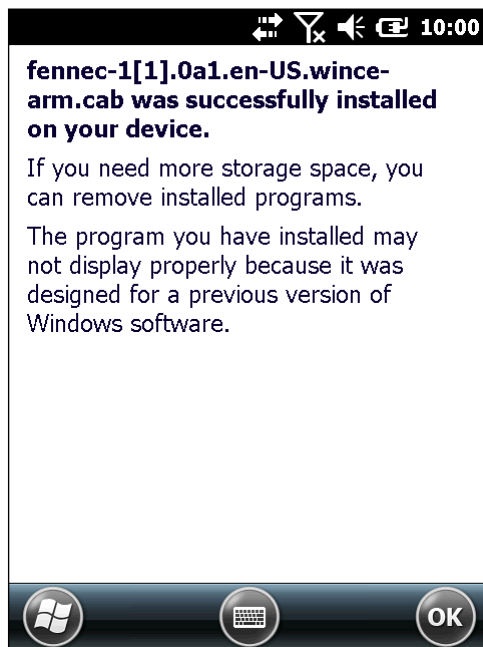 10:00
fennec-1[1].0a1.en-US.wince-
arm.cab was successfully installed
on your device.
If you need more storage space, you
can remove installed programs.
The program you have installed may
not display properly because it was
designed for a previous version of
Windows software.
OK